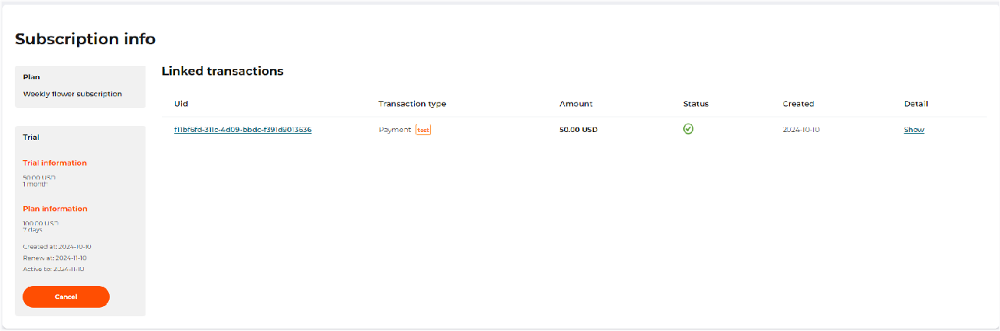 Subscription info
Plan
Weekly flower subscription
Trial
Trial information
50.00 USD
1 month
Plan information
100.00 USD
7 days
Created at: 2024-10-10
Renew at: 2024-11-10
Active to: 2024-11-10
Cancel
Linked transactions
Uid Transaction type Amount Status Created Detail
f11bf6fd-311c-4d09-bbdc-f391d9013636 Payment test 50.00 USD 2024-10-10 Show